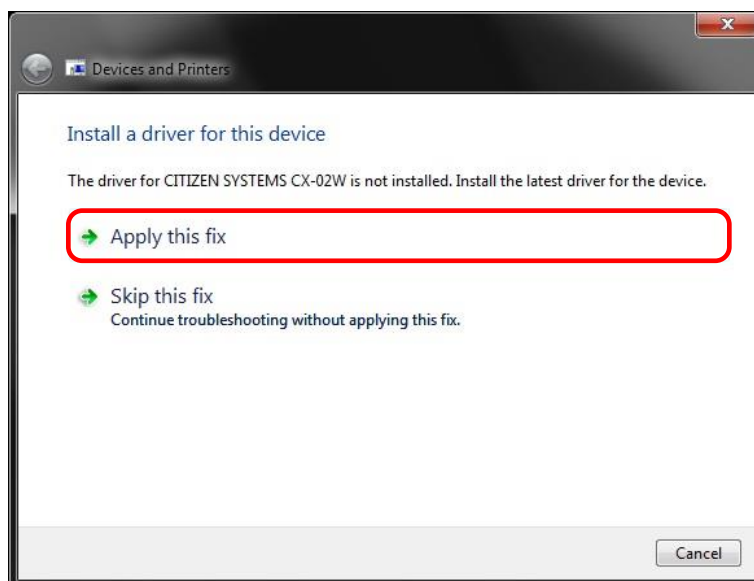 Devices and Printers
Install a driver for this device
The driver for CITIZEN SYSTEMS CX-02W is not installed. Install the latest driver for the device.
Apply this fix
Skip this fix
Continue troubleshooting without applying this fix.
Cancel